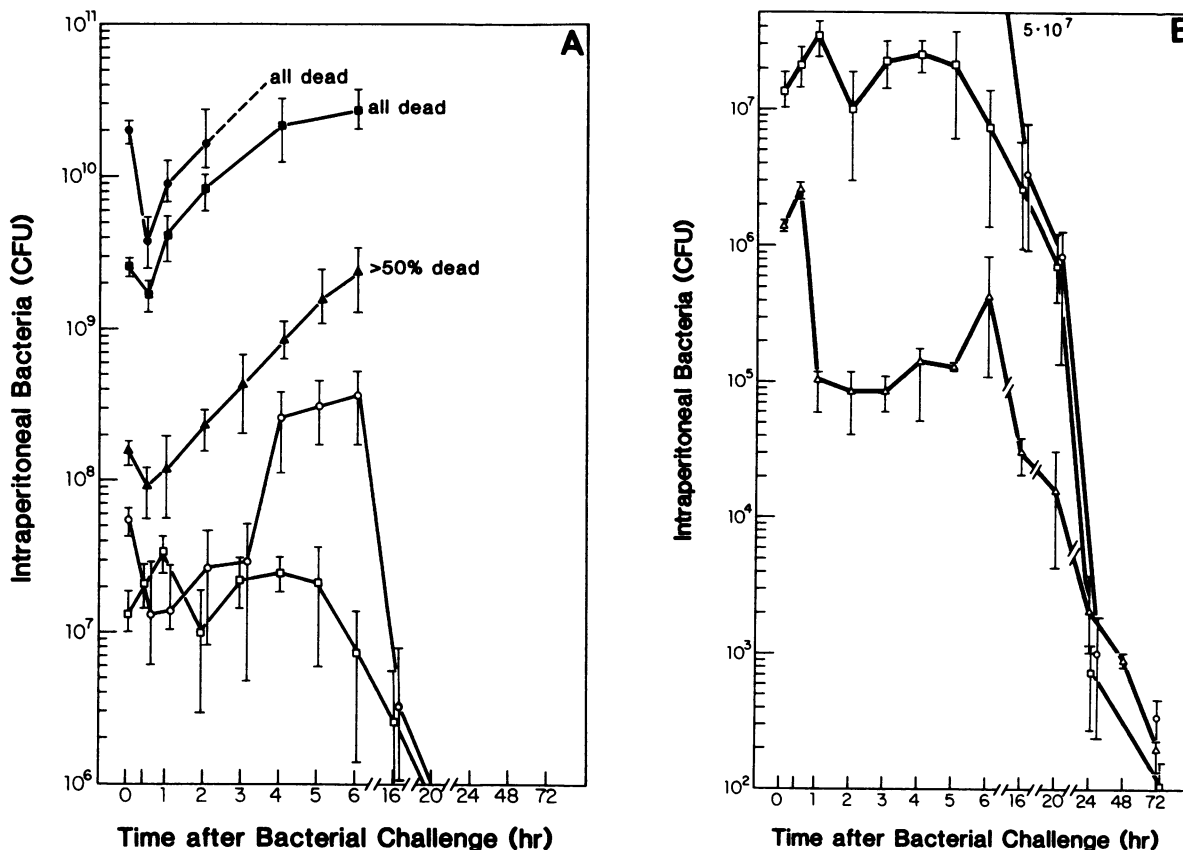 A
10¹¹
10¹⁰
10⁹
10⁸
10⁷
10⁶
Intraperitoneal Bacteria (CFU)
all dead
all dead
>50% dead
0 1 2 3 4 5 6 16 20 24 48 72
Time after Bacterial Challenge (hr)
B
5·10⁷
10⁷
10⁶
10⁵
10⁴
10³
10²
Intraperitoneal Bacteria (CFU)
0 1 2 3 4 5 6 16 20 24 48 72
Time after Bacterial Challenge (hr)